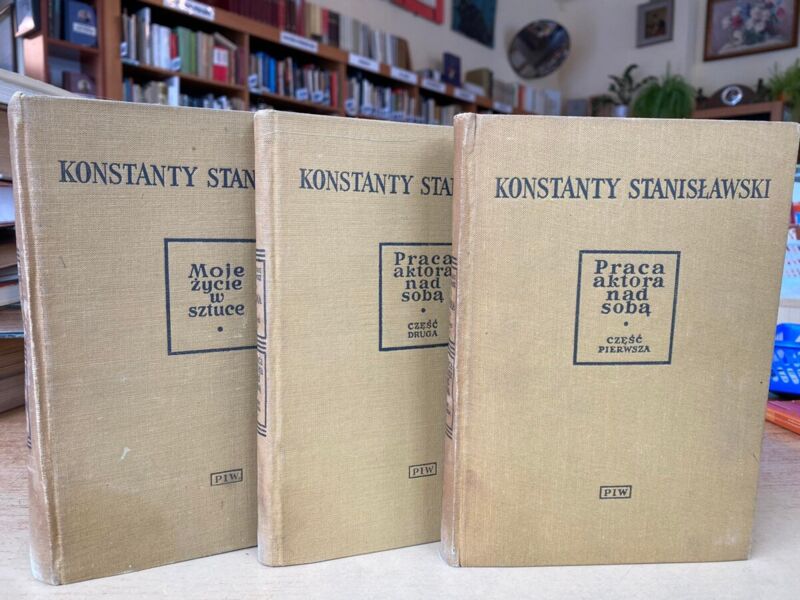 KONSTANTY STAN
Moje
życie
w
sztuce
PIW
KONSTANTY STA
Praca
aktora
nad
sobą
CZĘŚĆ
DRUGA
PIW
KONSTANTY STANISŁAWSKI
Praca
aktora
nad
sobą
CZĘŚĆ
PIERWSZA
PIW